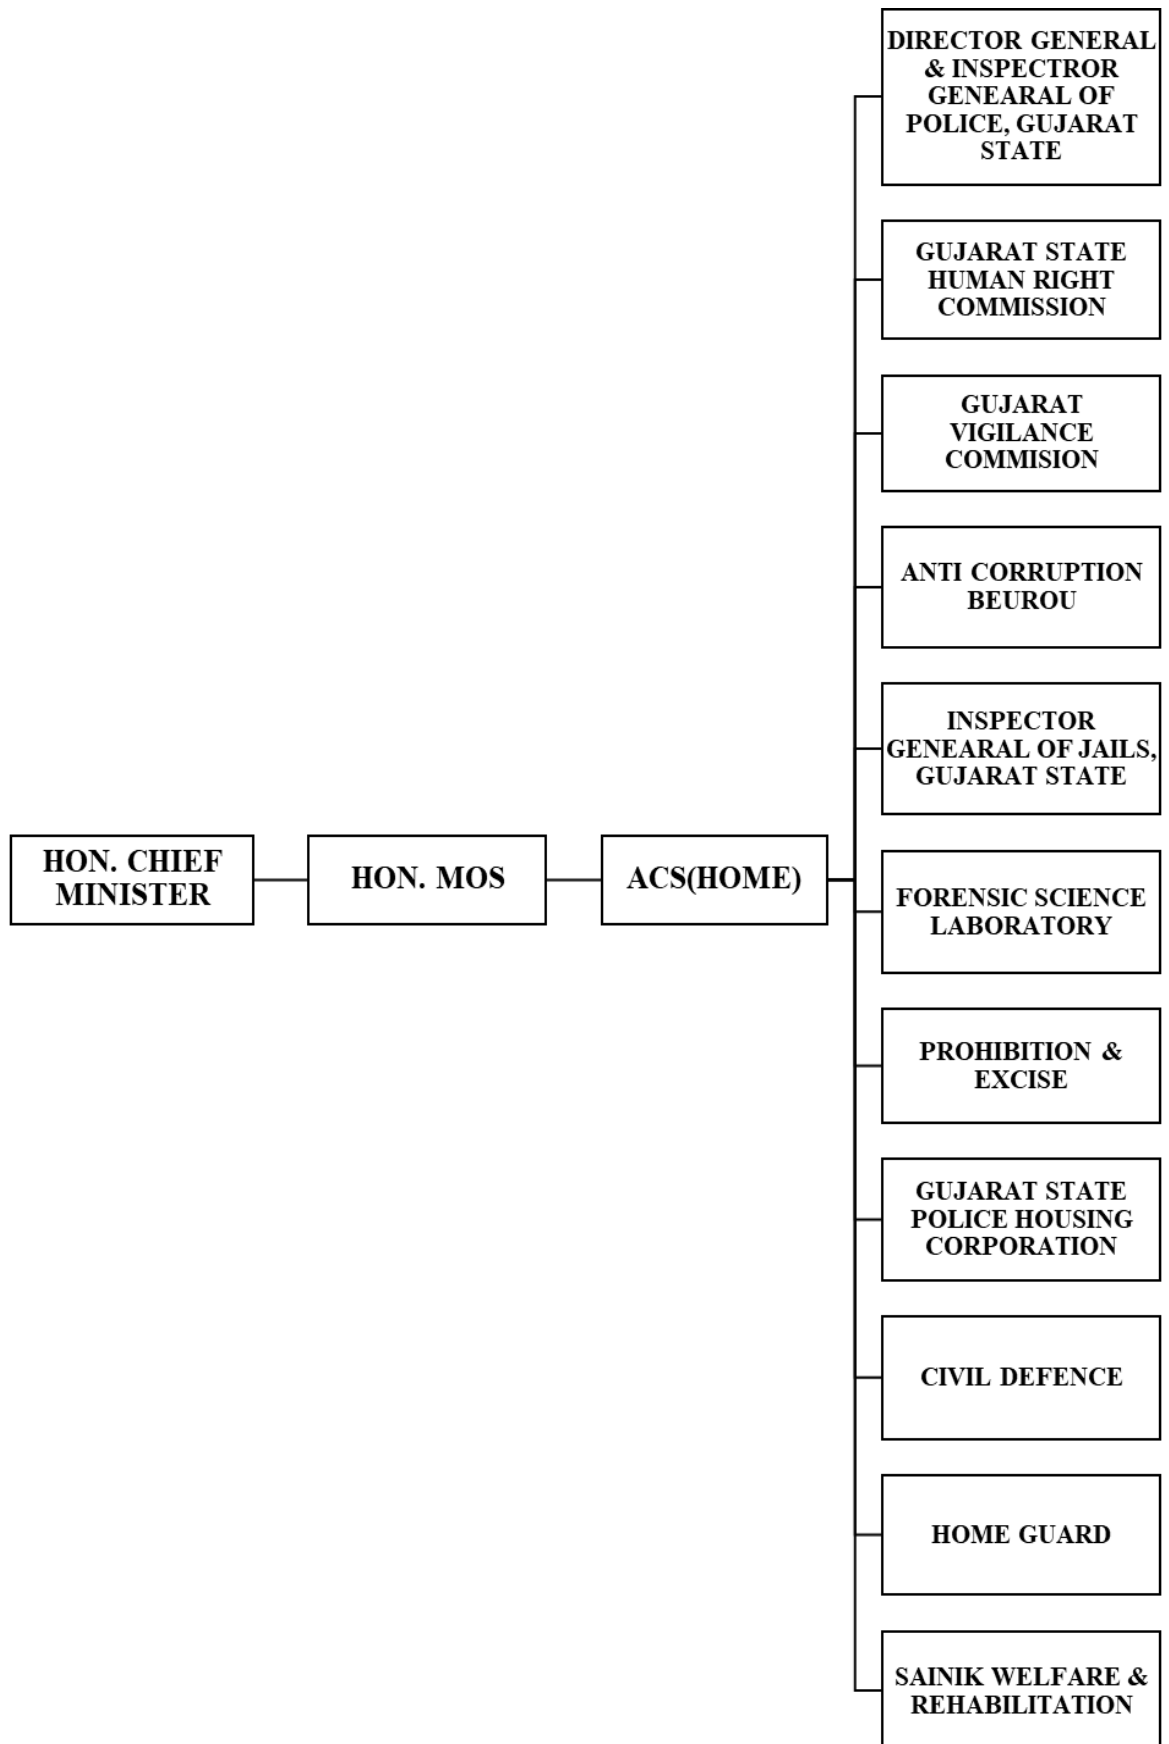 HON. CHIEF
MINISTER
HON. MOS
ACS(HOME)
DIRECTOR GENERAL
& INSPECTROR
GENEARAL OF
POLICE, GUJARAT
STATE
GUJARAT STATE
HUMAN RIGHT
COMMISSION
GUJARAT
VIGILANCE
COMMISION
ANTI CORRUPTION
BEUROU
INSPECTOR
GENEARAL OF JAILS,
GUJARAT STATE
FORENSIC SCIENCE
LABORATORY
PROHIBITION &
EXCISE
GUJARAT STATE
POLICE HOUSING
CORPORATION
CIVIL DEFENCE
HOME GUARD
SAINIK WELFARE &
REHABILITATION